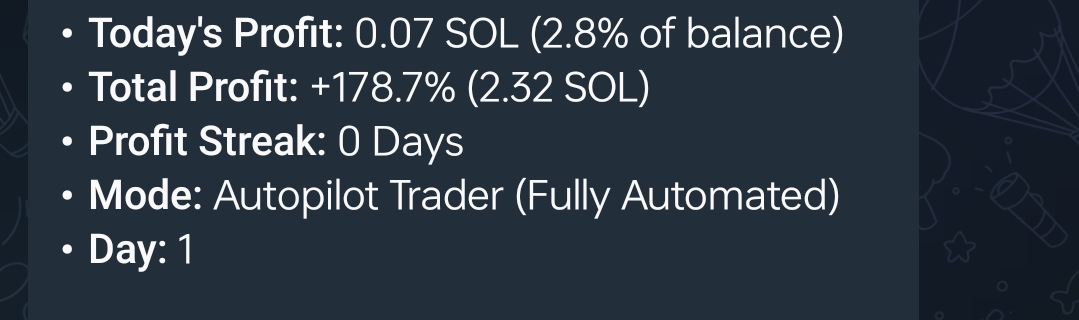 • Today's Profit: 0.07 SOL (2.8% of balance)
• Total Profit: +178.7% (2.32 SOL)
• Profit Streak: 0 Days
• Mode: Autopilot Trader (Fully Automated)
• Day: 1